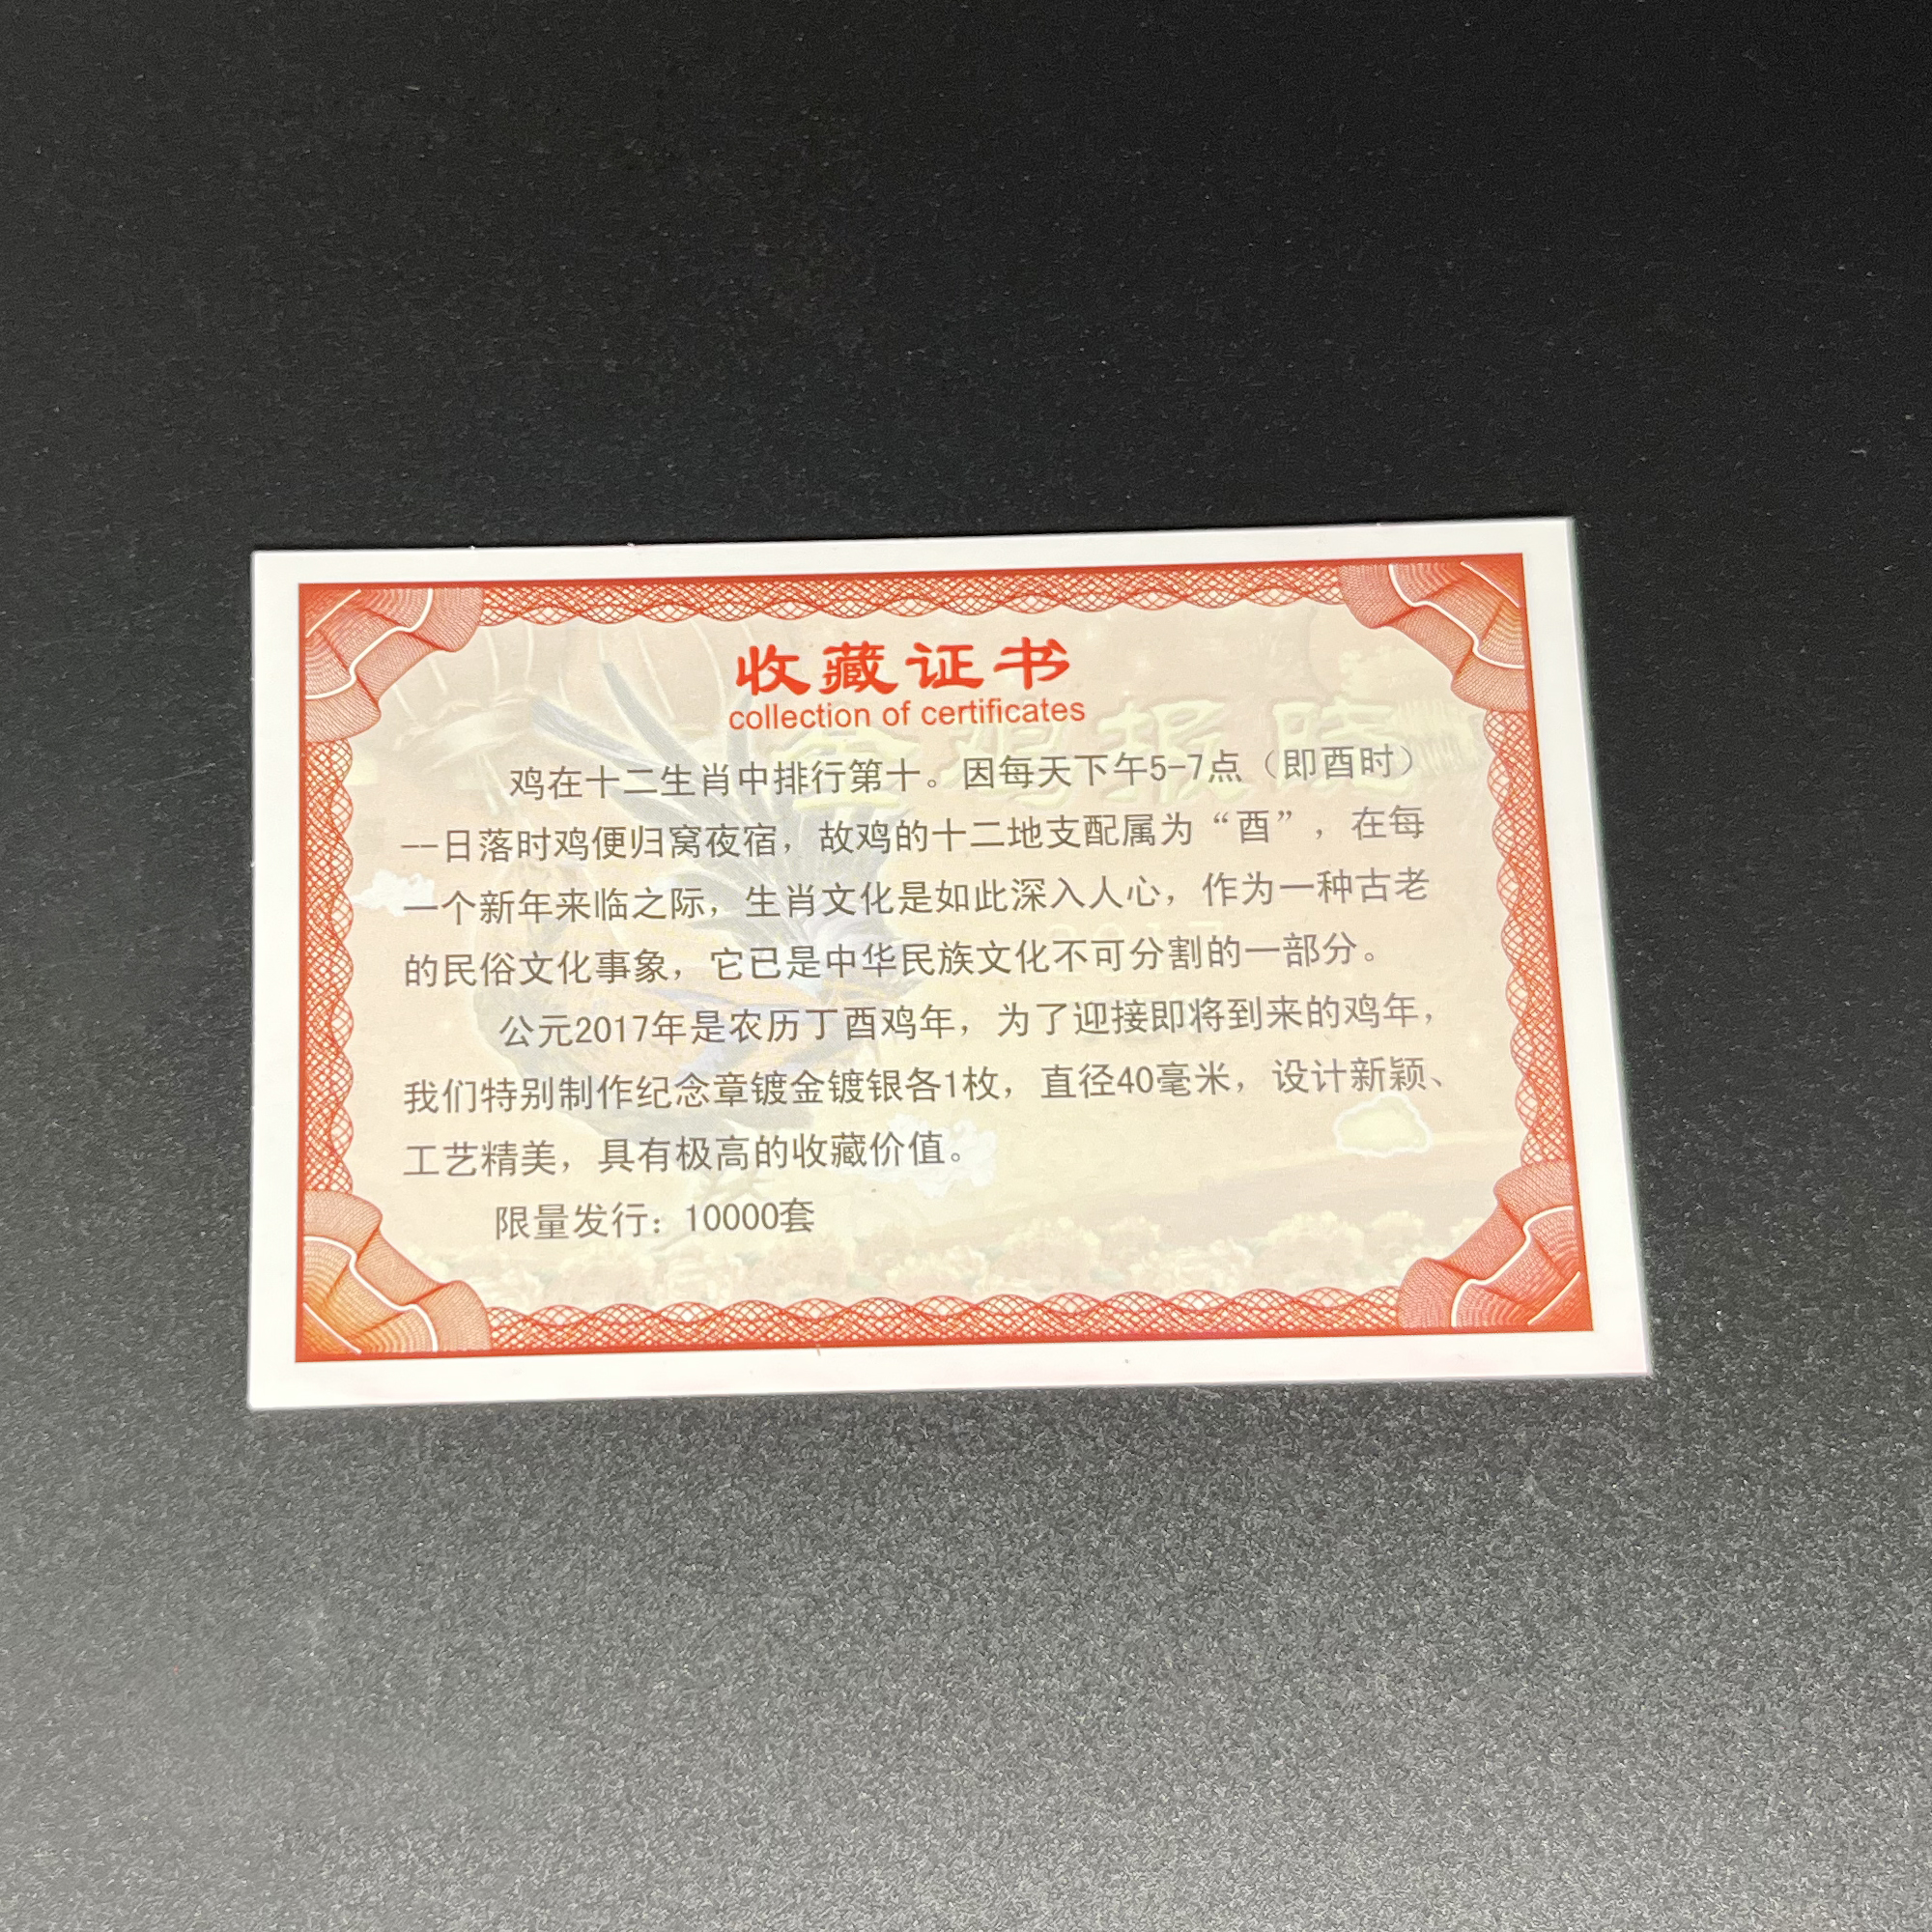 收藏证书
collection of certificates
金鸡报晓
鸡在十二生肖中排行第十。因每天下午5-7点（即酉时）
--日落时鸡便归窝夜宿，故鸡的十二地支配属为“酉”，在每
一个新年来临之际，生肖文化是如此深入人心，作为一种古老
的民俗文化事象，它已是中华民族文化不可分割的一部分。
2017
公元2017年是农历丁酉鸡年，为了迎接即将到来的鸡年，
我们特别制作纪念章镀金镀银各1枚，直径40毫米，设计新颖、
工艺精美，具有极高的收藏价值。
限量发行：10000套